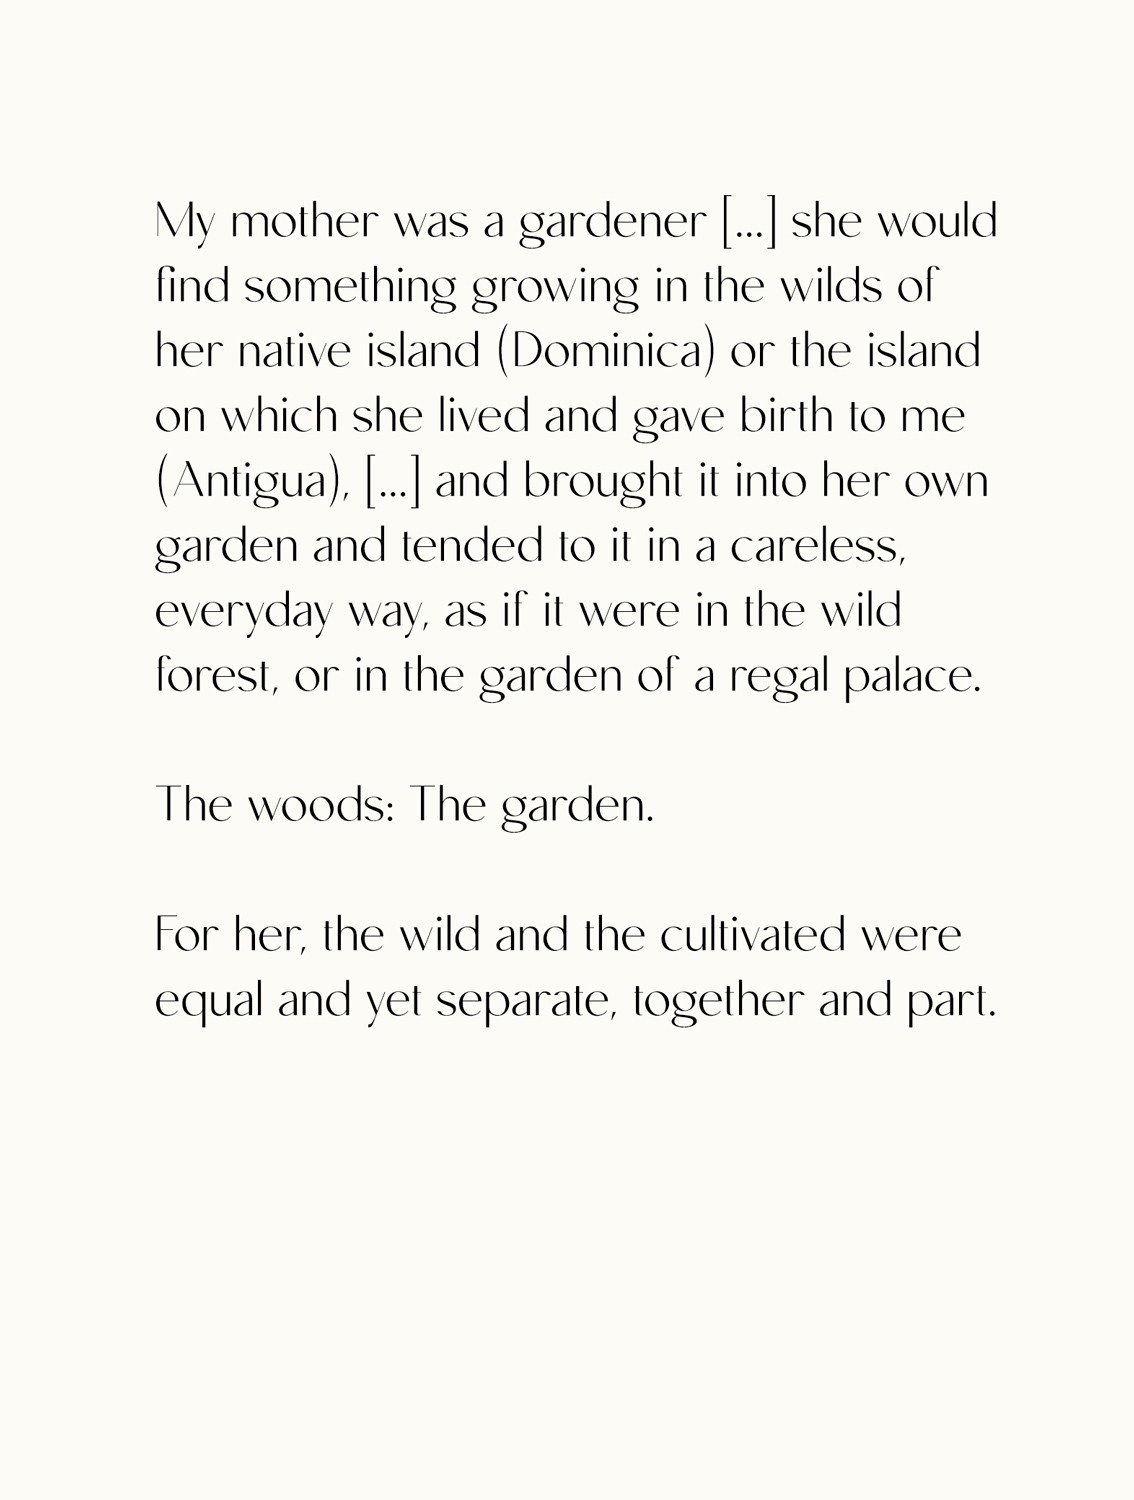 My mother was a gardener [...] she would
find something growing in the wilds of
her native island (Dominica) or the island
on which she lived and gave birth to me
(Antigua), [...] and brought it into her own
garden and tended to it in a careless,
everyday way, as if it were in the wild
forest, or in the garden of a regal palace.
The woods: The garden.
For her, the wild and the cultivated were
equal and yet separate, together and part.